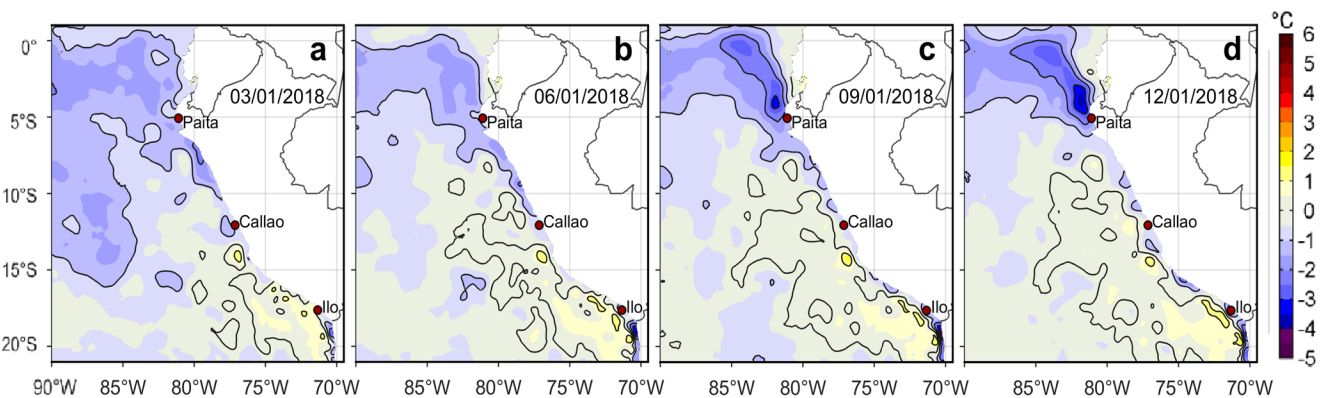 °C
a
b
c
d
03/01/2018
06/01/2018
09/01/2018
12/01/2018
Paita
Paita
Paita
Paita
Callao
Callao
Callao
Callao
Ilo
Ilo
Ilo
Ilo
0°
5°S
10°S
15°S
20°S
90°W 85°W 80°W 75°W 70°W
85°W 80°W 75°W 70°W
85°W 80°W 75°W 70°W
85°W 80°W 75°W 70°W
6
5
4
3
2
1
0
-1
-2
-3
-4
-5